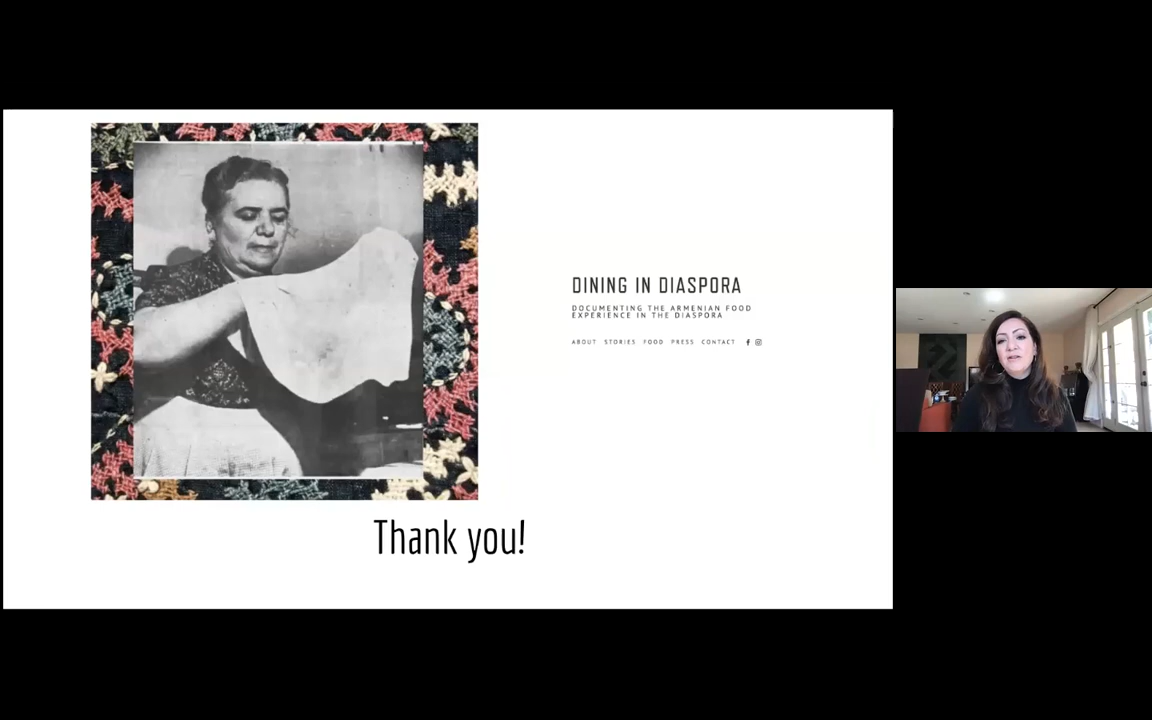 DINING IN DIASPORA
DOCUMENTING THE ARMENIAN FOOD
EXPERIENCE IN THE DIASPORA
ABOUT STORIES FOOD PRESS CONTACT
Thank you!